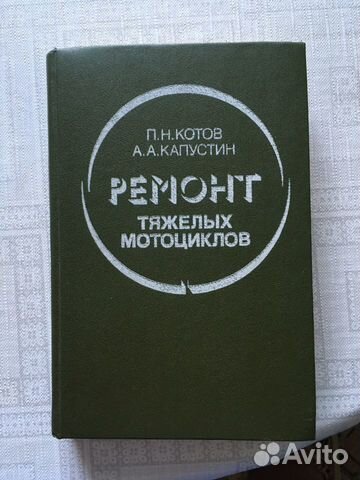 П.Н.КОТОВ
А.А.КАПУСТИН
РЕМОНТ
ТЯЖЕЛЫХ
МОТОЦИКЛОВ
Avito